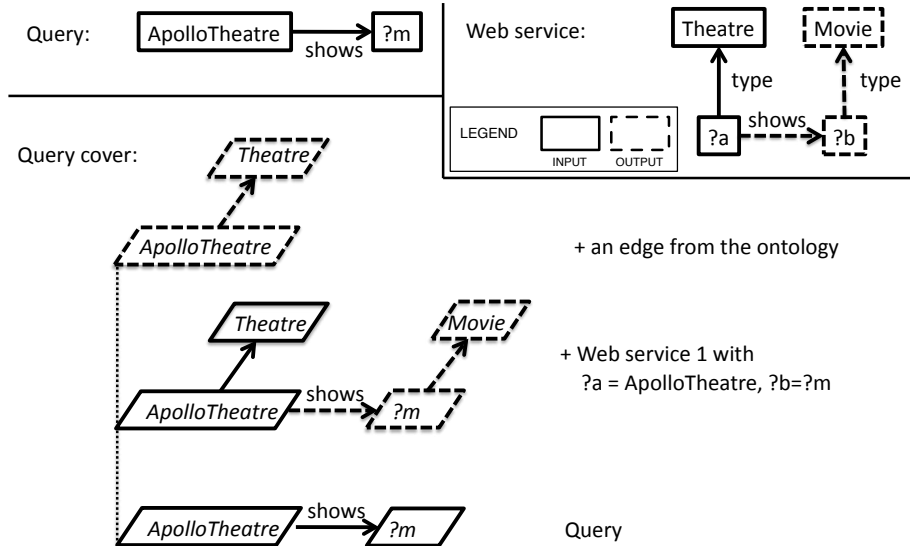 Query:
ApolloTheatre
shows
?m
Web service:
Theatre
Movie
type
type
LEGEND
INPUT
OUTPUT
?a
shows
?b
Query cover:
Theatre
ApolloTheatre
+ an edge from the ontology
Theatre
Movie
ApolloTheatre
shows
?m
+ Web service 1 with
?a = ApolloTheatre, ?b=?m
ApolloTheatre
shows
?m
Query